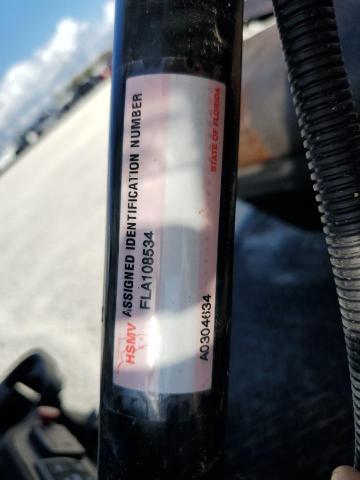 HSMV ASSIGNED IDENTIFICATION NUMBER
FLA108534
A0304634
STATE OF FLORIDA